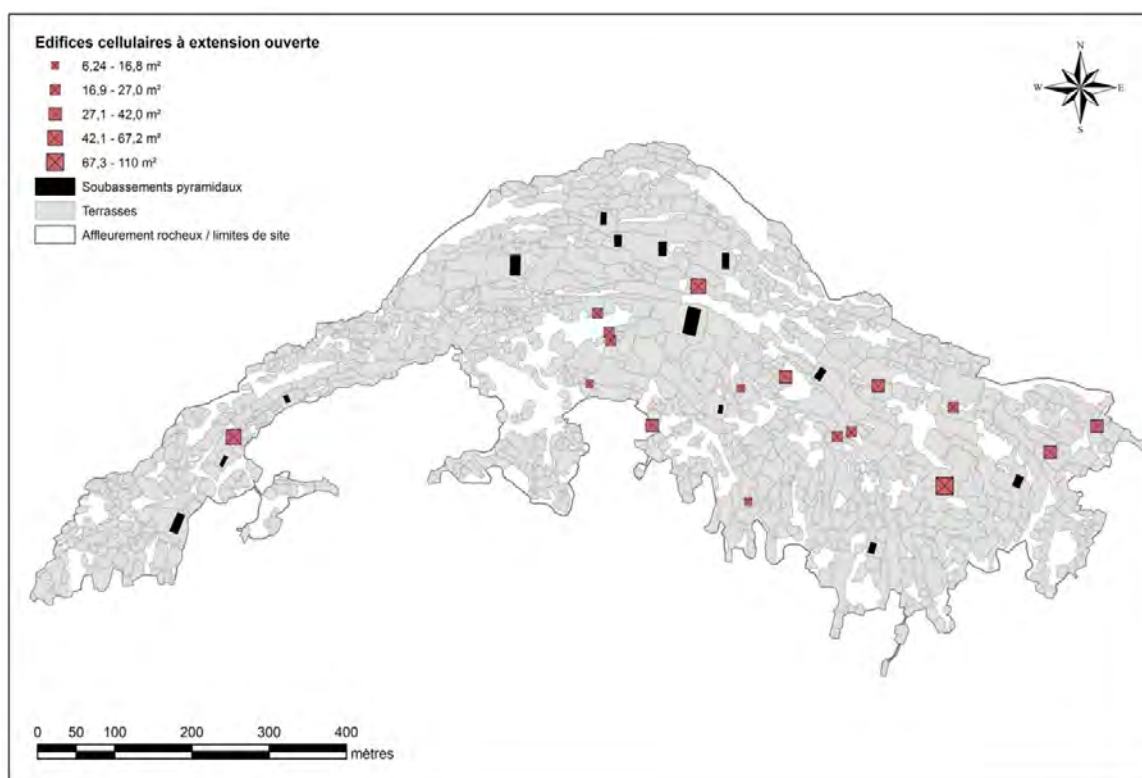 Edifices cellulaires à extension ouverte
6,24 - 16,8 m²
16,9 - 27,0 m²
27,1 - 42,0 m²
42,1 - 67,2 m²
67,3 - 110 m²
Soubassements pyramidaux
Terrasses
Affleurement rocheux / limites de site
N
W E
S
0 50 100 200 300 400
mètres